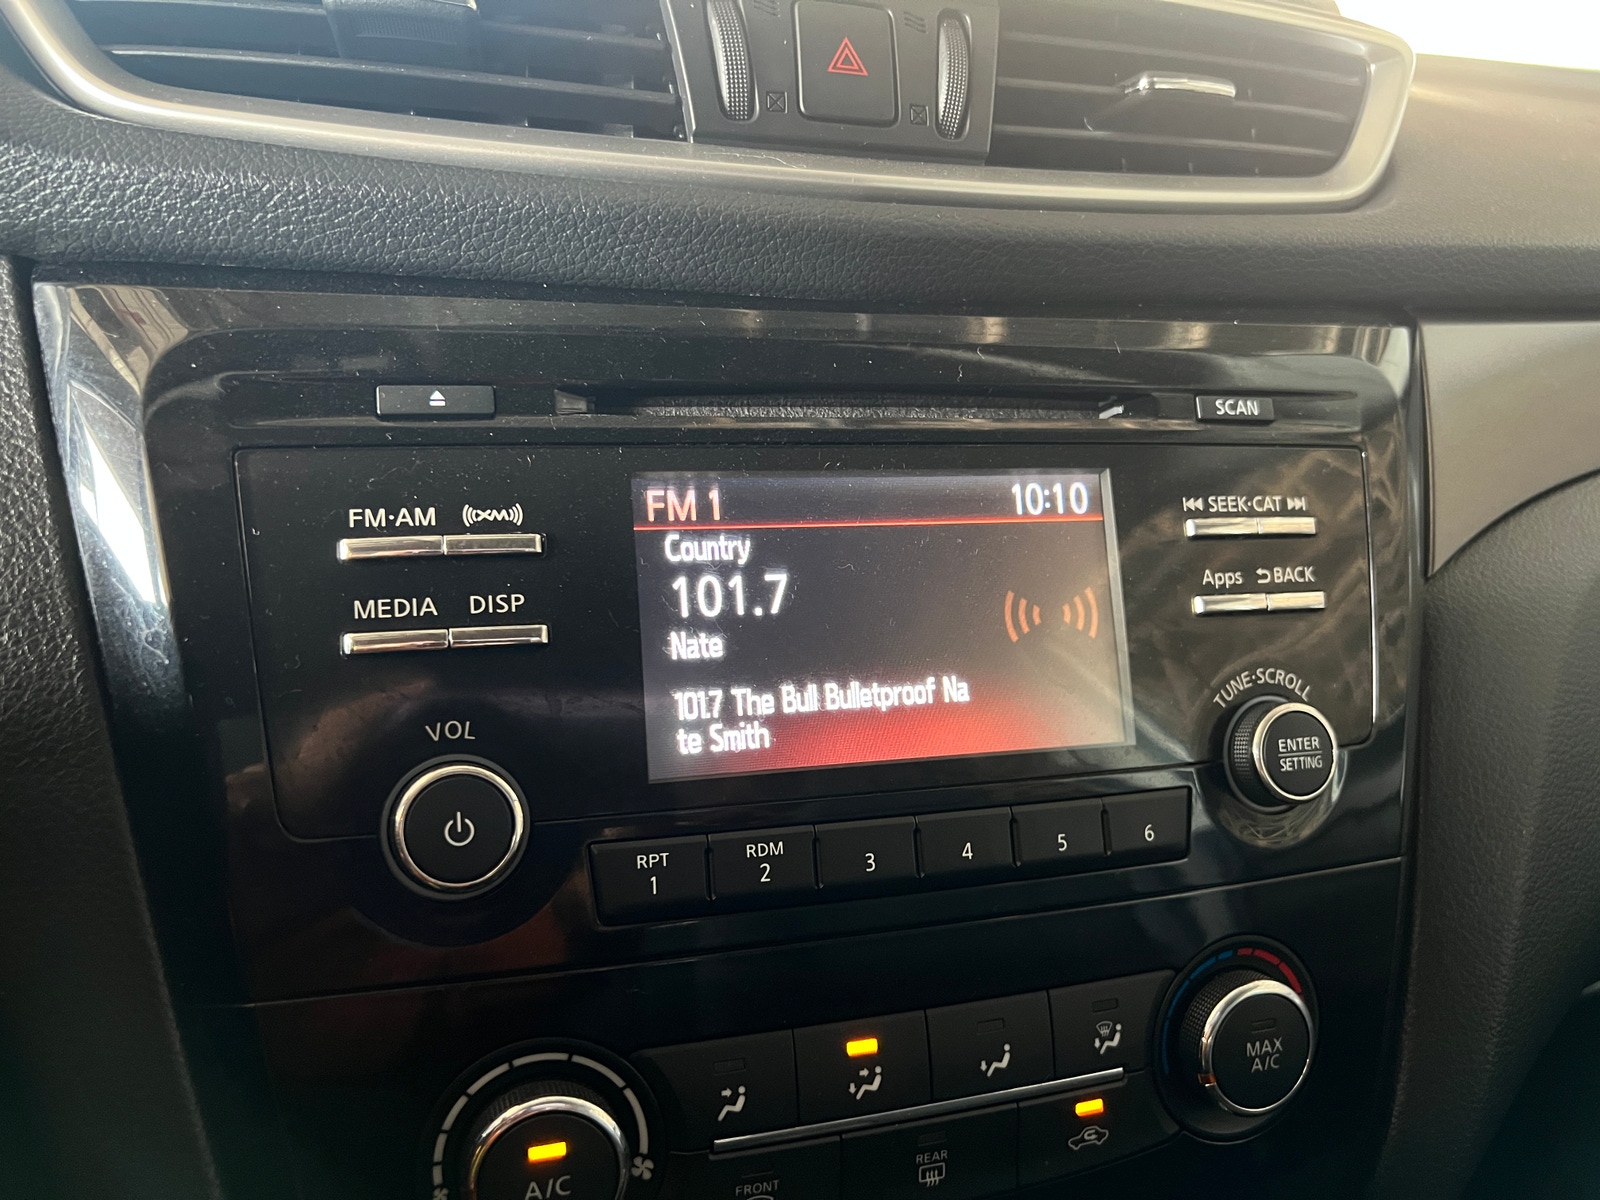 SCAN
FM·AM
((XM))
MEDIA
DISP
VOL
FM 1
10:10
Country
101.7
Nate
101.7 The Bull Bulletproof Na
te Smith
SEEK·CAT
Apps
BACK
TUNE·SCROLL
ENTER
SETTING
RPT
1
RDM
2
3
4
5
6
MAX
A/C
A/C
FRONT
REAR